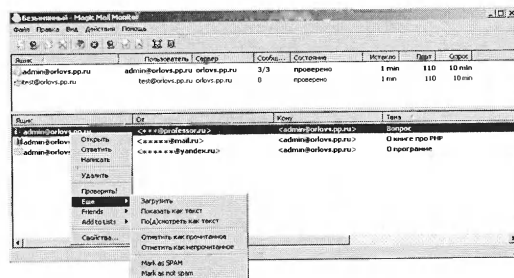 Безымянный - Magic Mail Monitor
Файл Правка Вид Действия Помощь
Ящик / Пользователь Сервер Сообщ... Состояние Истекло Порт Опрос
admin@orlovs.pp.ru admin@orlovs.pp.ru orlovs.pp.ru 3/3 проверено 1 min 110 10 min
test@orlovs.pp.ru test@orlovs.pp.ru orlovs.pp.ru 0 проверено 1 min 110 10 min
Ящик От Кому Тема
admin@orlovs.pp.ru <***@professor.ru> <admin@orlovs.pp.ru> Вопрос
admin@orlovs <******@mail.ru> <admin@orlovs.pp.ru> О книге про PHP
admin@orlovs <******@yandex.ru> <admin@orlovs.pp.ru> О програме
Открыть
Ответить
Написать
Удалить
Проверить!
Еще
Friends
Add to Lists
Свойства...
Загрузить
Показать как текст
По(д)смотреть как текст
Отметить как прочитанное
Отметить как непрочитанное
Mark as SPAM
Mark as not spam